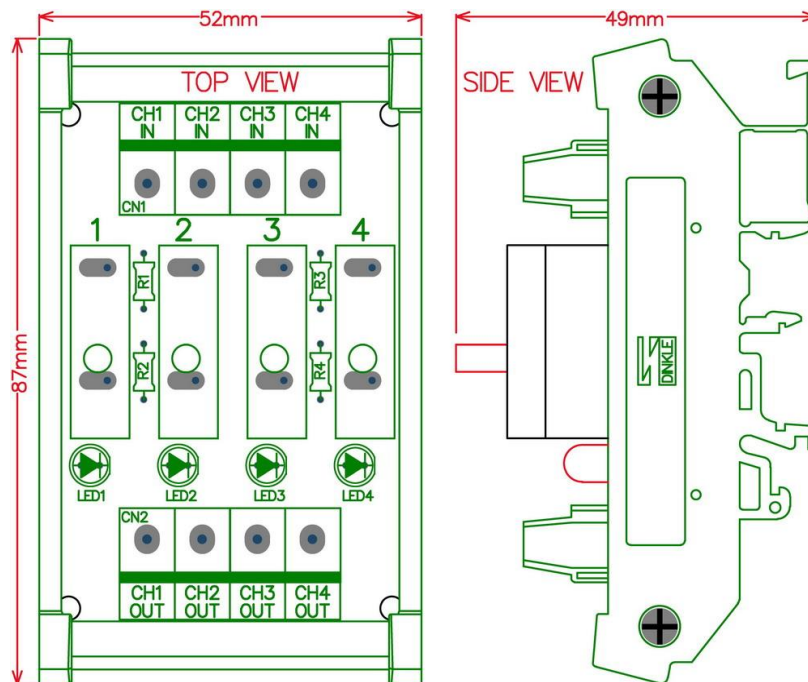 52mm
49mm
TOP VIEW
SIDE VIEW
CH1 CH2 CH3 CH4
IN IN IN IN
CN1
1 2 3 4
R1 R3
87mm
R2 R4
DINKLE
LED1 LED2 LED3 LED4
CN2
CH1 CH2 CH3 CH4
OUT OUT OUT OUT